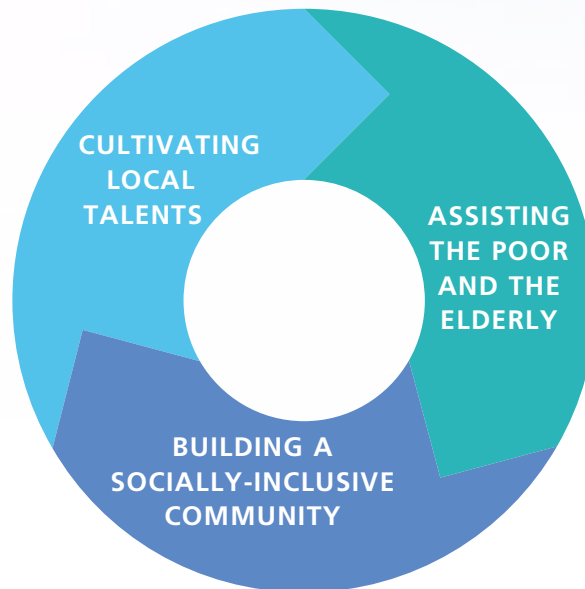 CULTIVATING
LOCAL
TALENTS
ASSISTING
THE POOR
AND THE
ELDERLY
BUILDING A
SOCIALLY-INCLUSIVE
COMMUNITY